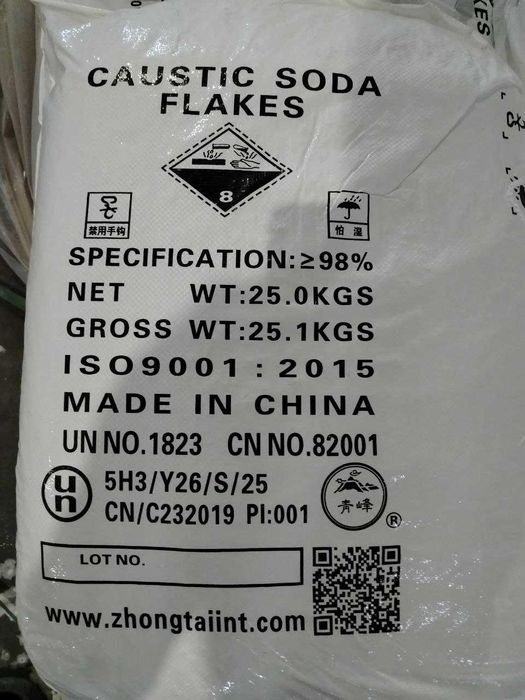 CAUSTIC SODA
FLAKES
8
禁用手钩
怕湿
SPECIFICATION:≥98%
NET WT:25.0KGS
GROSS WT:25.1KGS
ISO9001:2015
MADE IN CHINA
UN NO.1823 CN NO.82001
un
5H3/Y26/S/25
CN/C232019 PI:001
青峰
®
LOT NO.
www.zhongtaiint.com
KES